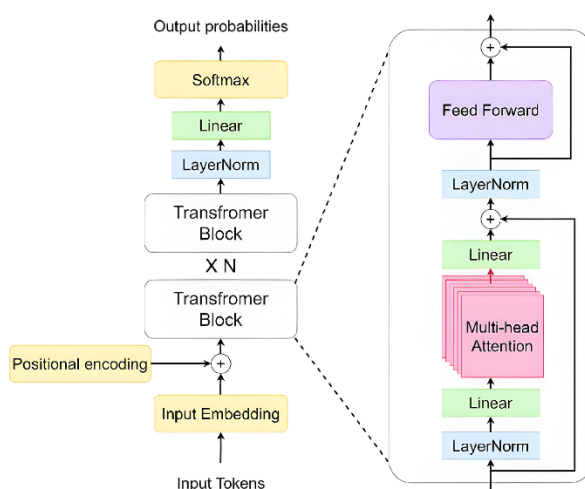 Output probabilities
Softmax
Linear
LayerNorm
Transfromer
Block
X N
Transfromer
Block
Positional encoding
+
Input Embedding
Input Tokens
+
Feed Forward
LayerNorm
+
Linear
Multi-head
Attention
Linear
LayerNorm